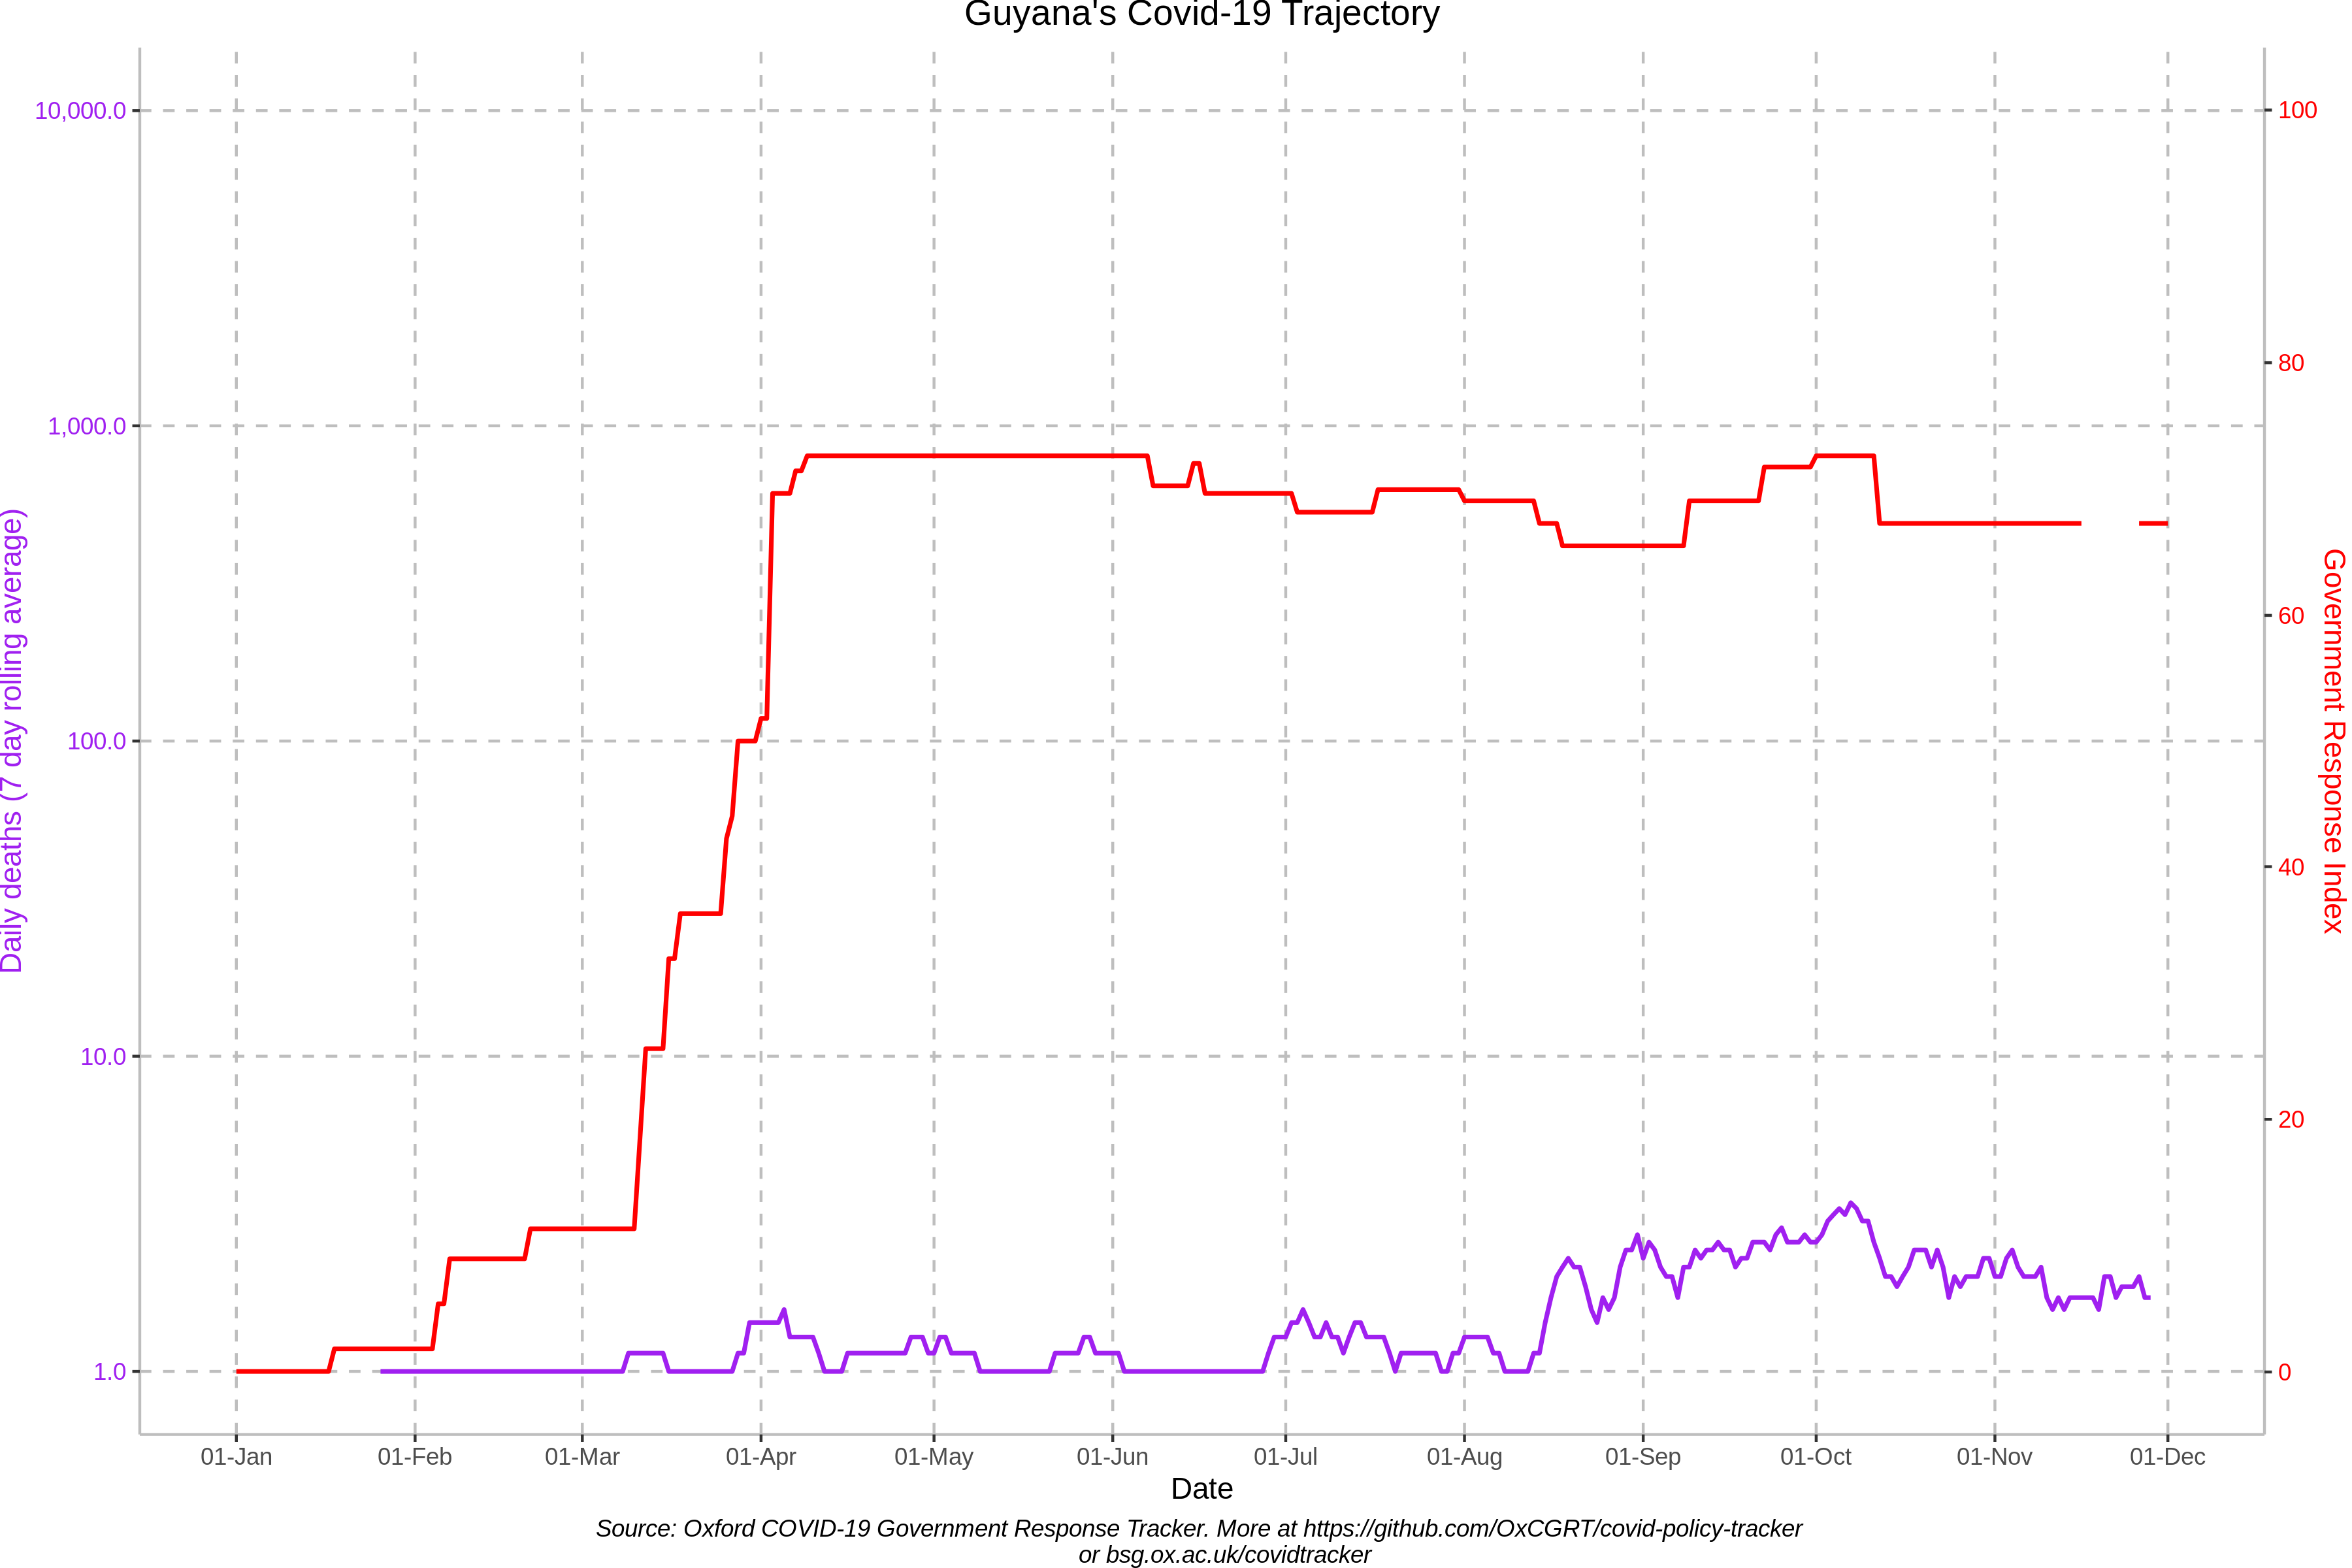 Guyana's Covid-19 Trajectory
10,000.0
1,000.0
100.0
10.0
1.0
Daily deaths (7 day rolling average)
100
80
60
40
20
0
Government Response Index
01-Jan 01-Feb 01-Mar 01-Apr 01-May 01-Jun 01-Jul 01-Aug 01-Sep 01-Oct 01-Nov 01-Dec
Date
Source: Oxford COVID-19 Government Response Tracker. More at https://github.com/OxCGRT/covid-policy-tracker
or bsg.ox.ac.uk/covidtracker